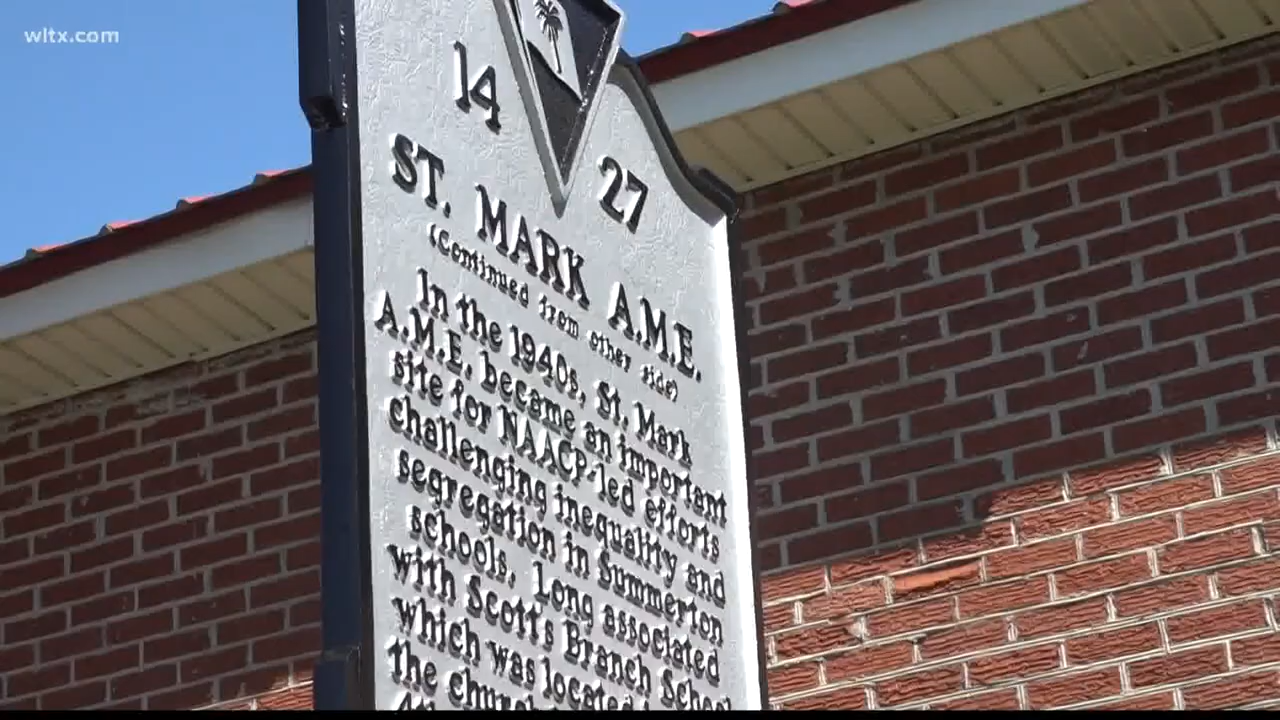 wltx.com
14 27
ST. MARK A.M.E.
(Continued from other side)
In the 1940s, St. Mark
A.M.E. became an important
site for NAACP-led efforts
challenging inequality and
segregation in Summerton
schools. Long associated
with Scott's Branch School
which was located
the church